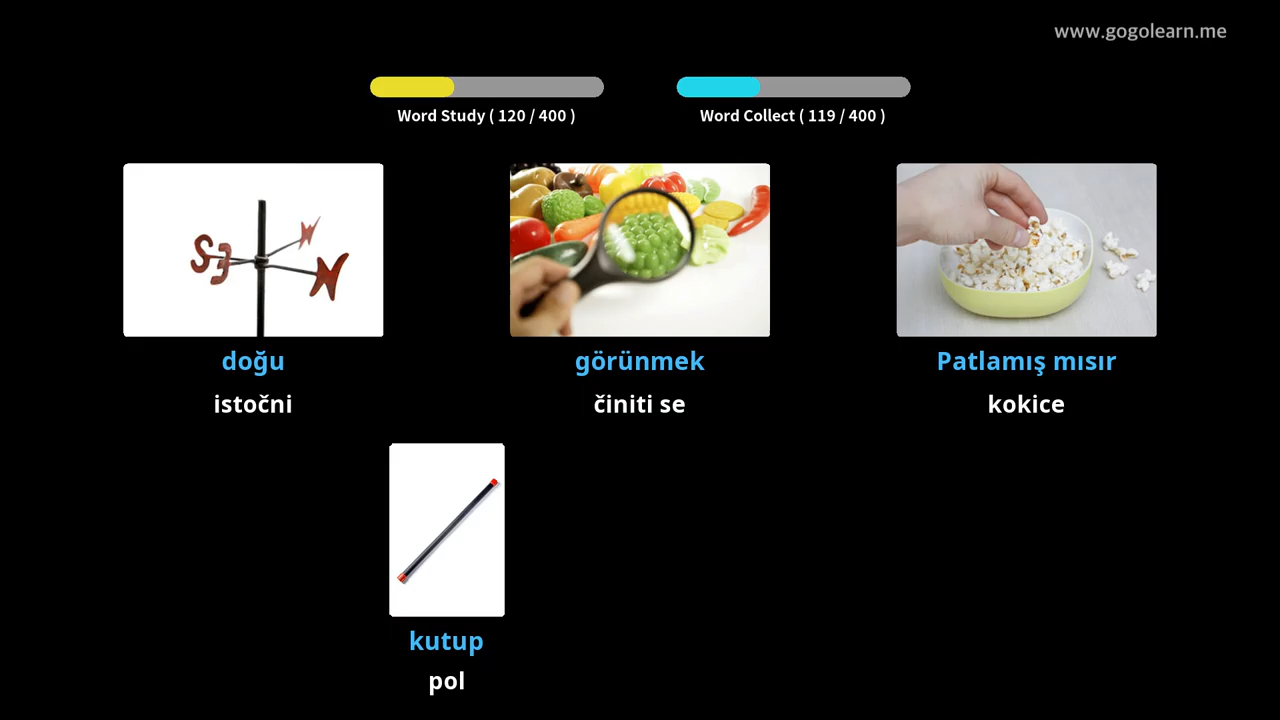 www.gogolearn.me
Word Study ( 120 / 400 )
Word Collect ( 119 / 400 )
doğu
istočni
görünmek
činiti se
Patlamış mısır
kokice
kutup
pol